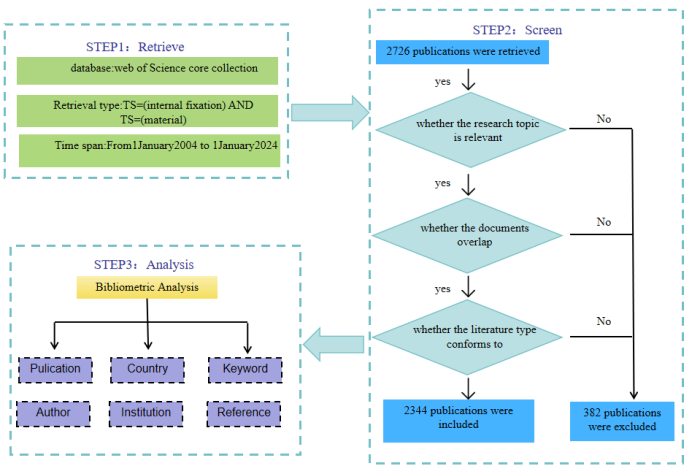 STEP1：Retrieve
database:web of Science core collection
Retrieval type:TS=(internal fixation) AND
TS=(material)
Time span:From1January2004 to 1January2024
STEP2：Screen
2726 publications were retrieved
yes
whether the research topic
is relevant
No
yes
whether the documents
overlap
No
yes
whether the literature type
conforms to
No
2344 publications were
included
382 publications
were excluded
STEP3：Analysis
Bibliometric Analysis
Pulication
Country
Keyword
Author
Institution
Reference